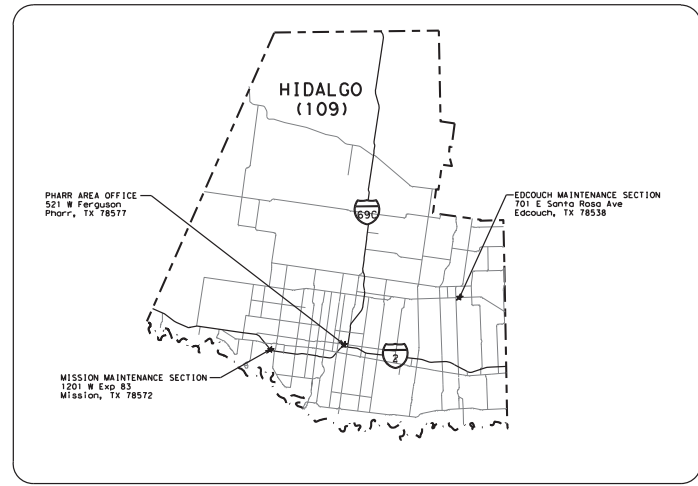 HIDALGO
(109)
PHARR AREA OFFICE
521 W Ferguson
Pharr, TX 78577
EDCOUCH MAINTENANCE SECTION
701 E Santa Rosa Ave
Edcouch, TX 78538
69C
2
MISSION MAINTENANCE SECTION
1201 W Exp 83
Mission, TX 78572